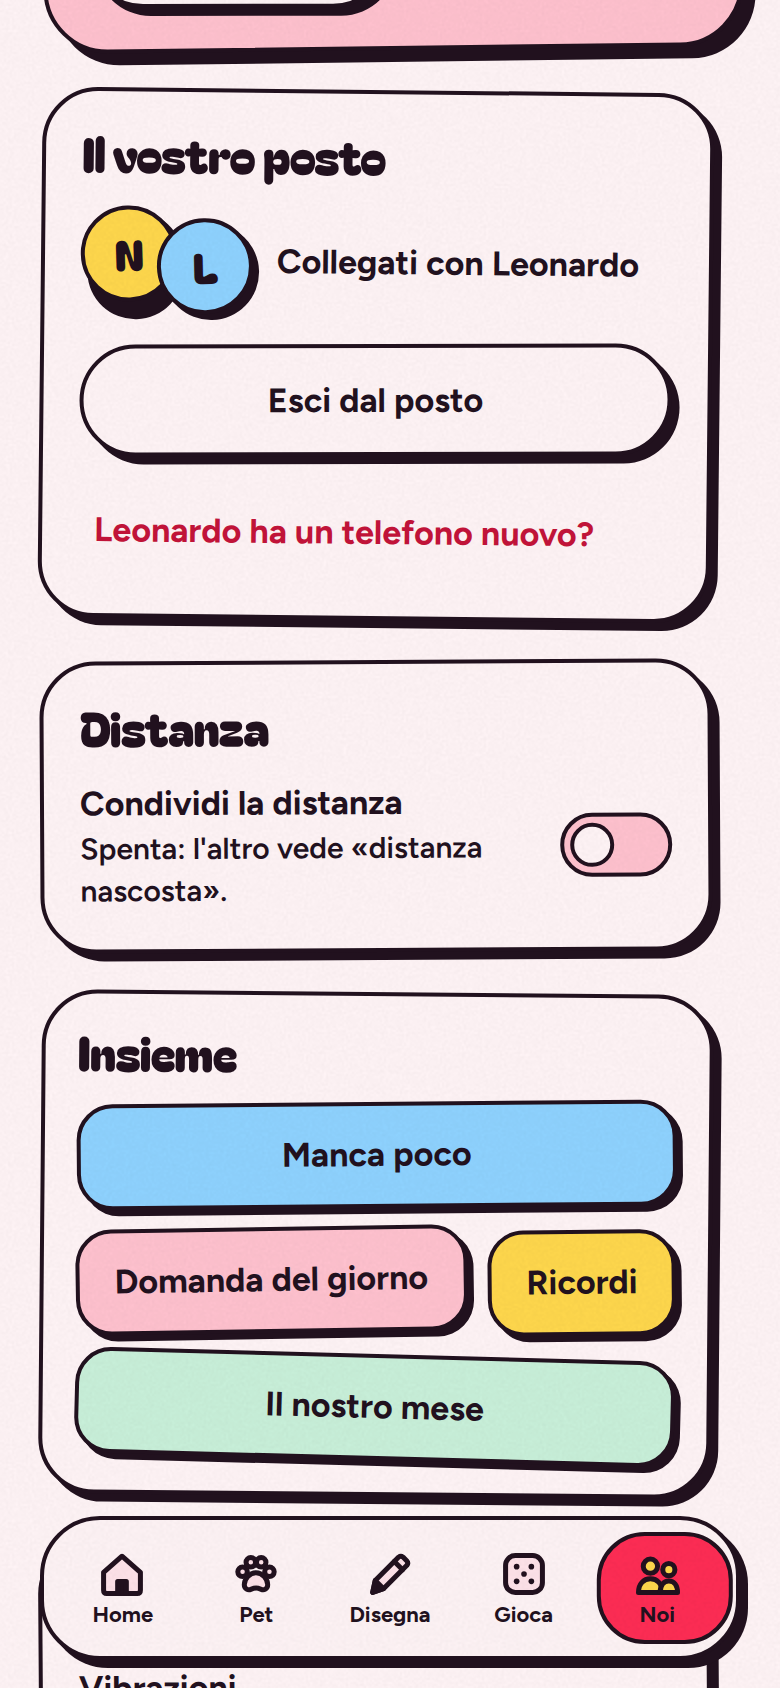 Il vostro posto
N
L
Collegati con Leonardo
Esci dal posto
Leonardo ha un telefono nuovo?
Distanza
Condividi la distanza
Spenta: l'altro vede «distanza
nascosta».
Insieme
Manca poco
Domanda del giorno
Ricordi
Il nostro mese
Home
Pet
Disegna
Gioca
Noi
Vibrazioni